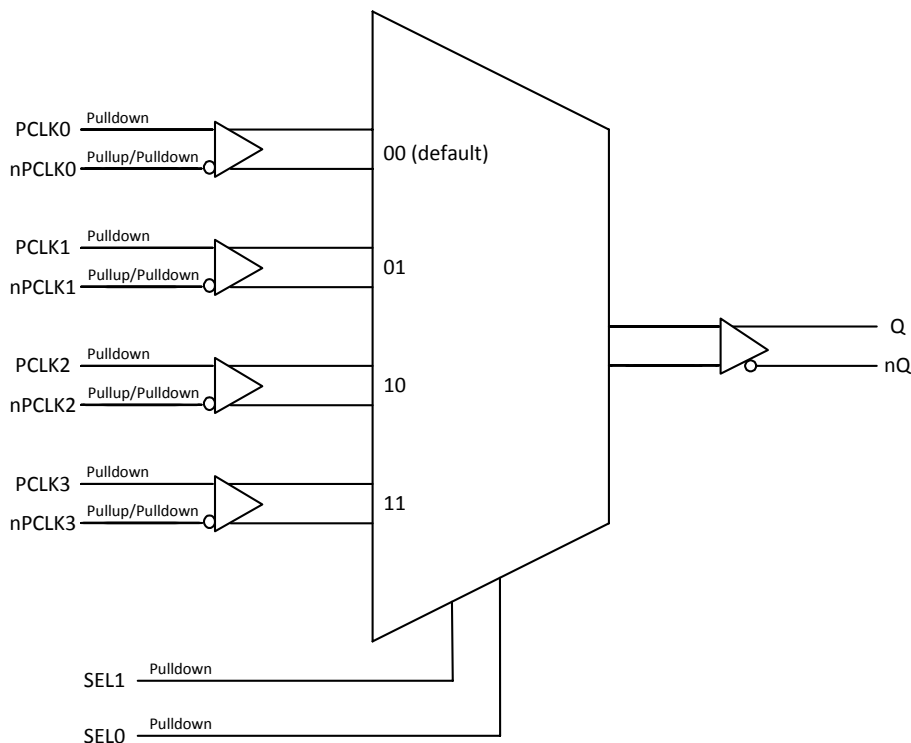 PCLK0 Pulldown
nPCLK0 Pullup/Pulldown
00 (default)
PCLK1 Pulldown
nPCLK1 Pullup/Pulldown
01
Q
nQ
PCLK2 Pulldown
nPCLK2 Pullup/Pulldown
10
PCLK3 Pulldown
nPCLK3 Pullup/Pulldown
11
SEL1 Pulldown
SEL0 Pulldown